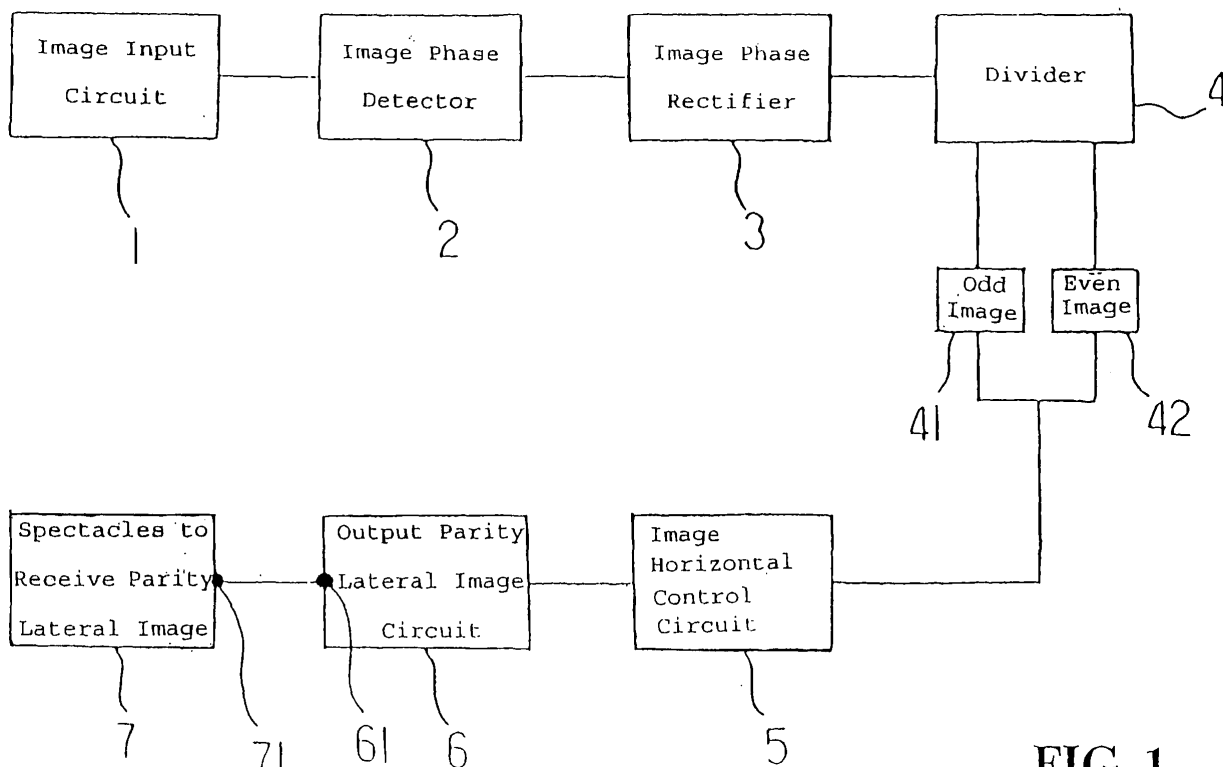 Image Input
Circuit
Image Phase
Detector
Image Phase
Rectifier
Divider
4
1
2
3
Odd
Image
Even
Image
41
42
Spectacles to
Receive Parity
Lateral Image
Output Parity
Lateral Image
Circuit
Image
Horizontal
Control
Circuit
7
71
61
6
5
FIG. 1